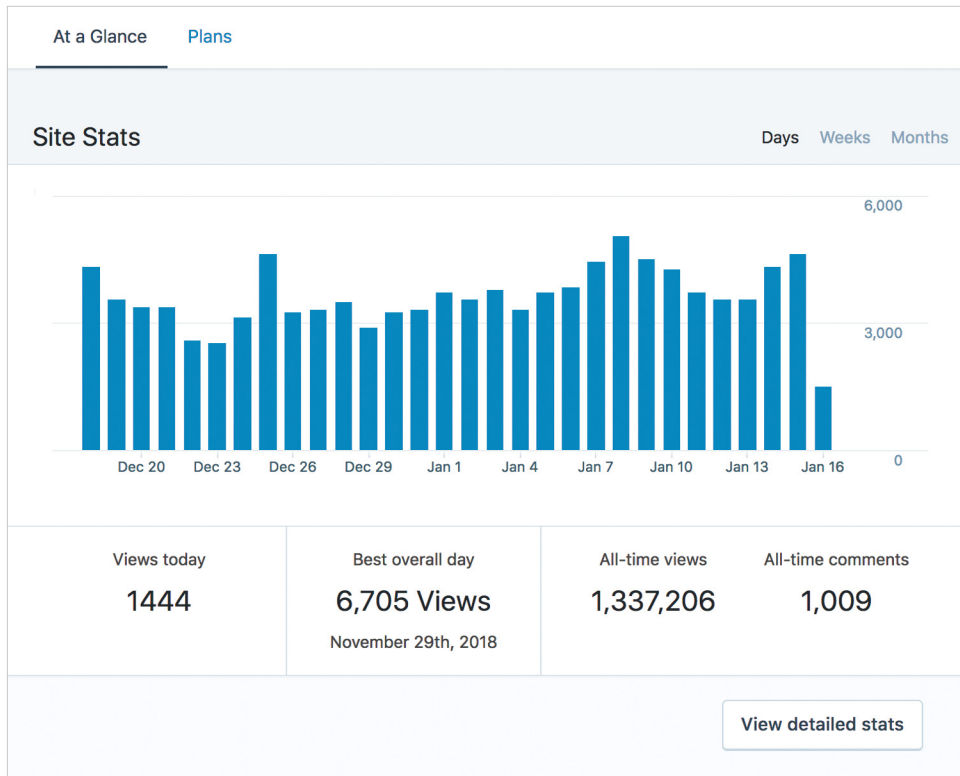 At a Glance Plans
Site Stats
Days Weeks Months
6,000
3,000
0
Dec 20 Dec 23 Dec 26 Dec 29 Jan 1 Jan 4 Jan 7 Jan 10 Jan 13 Jan 16
Views today
1444
Best overall day
6,705 Views
November 29th, 2018
All-time views
1,337,206
All-time comments
1,009
View detailed stats